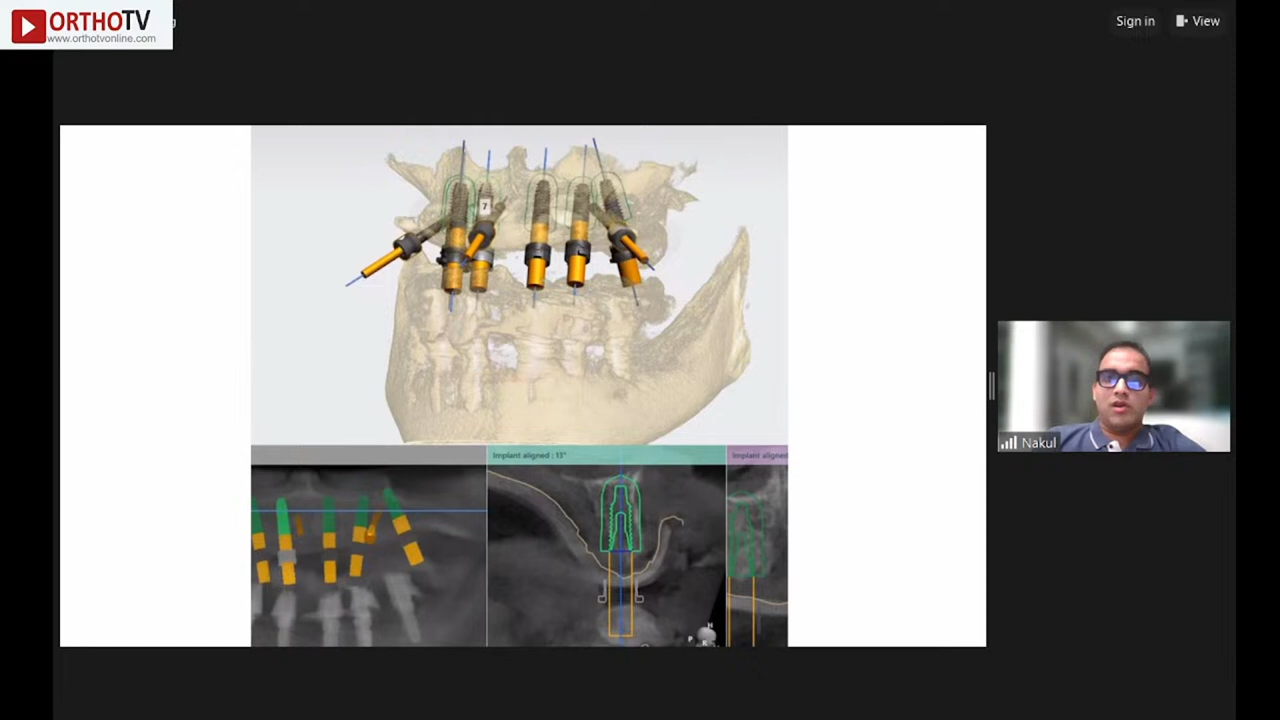 ORTHOTV
www.orthotvonline.com
Sign in
View
7
Implant aligned : 13°
Implant aligned
H
P
R
Nakul